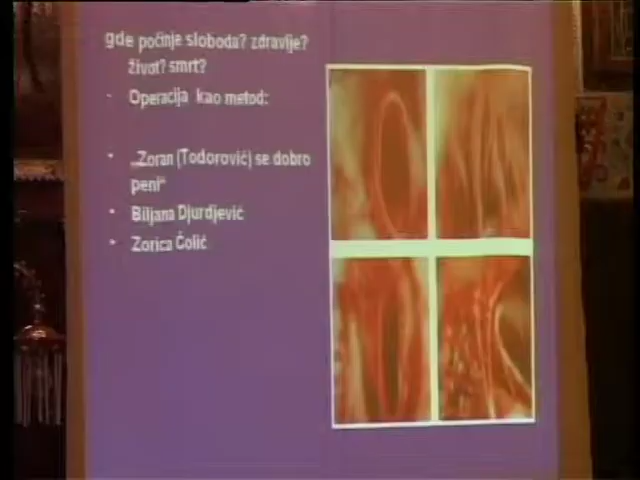 gde počinje sloboda? zdravlje?
život? smrt?
- Operacija kao metod:
• „Zoran (Todorović) se dobro
peni“
• Biljana Djurdjević
• Zorica Čolić